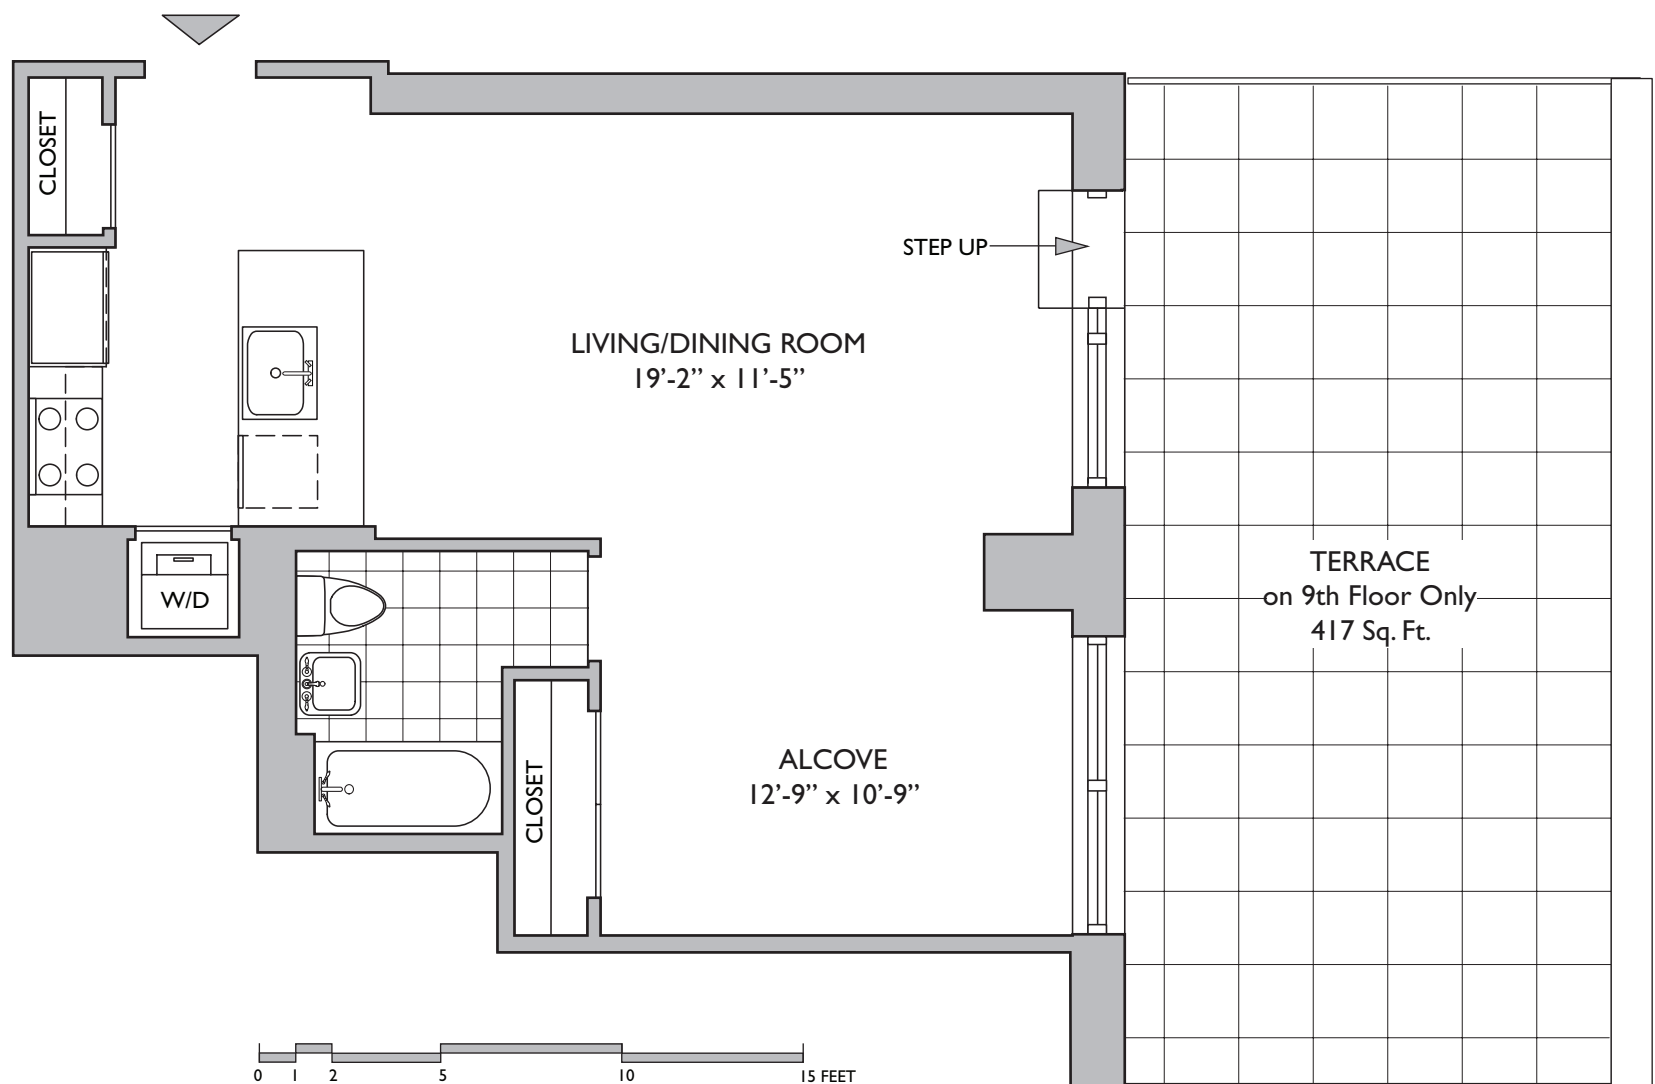 CLOSET
STEP UP
LIVING/DINING ROOM
19’-2” x 11’-5”
TERRACE
on 9th Floor Only
417 Sq. Ft.
W/D
ALCOVE
12’-9” x 10’-9”
CLOSET
0 1 2 5 10 15 FEET